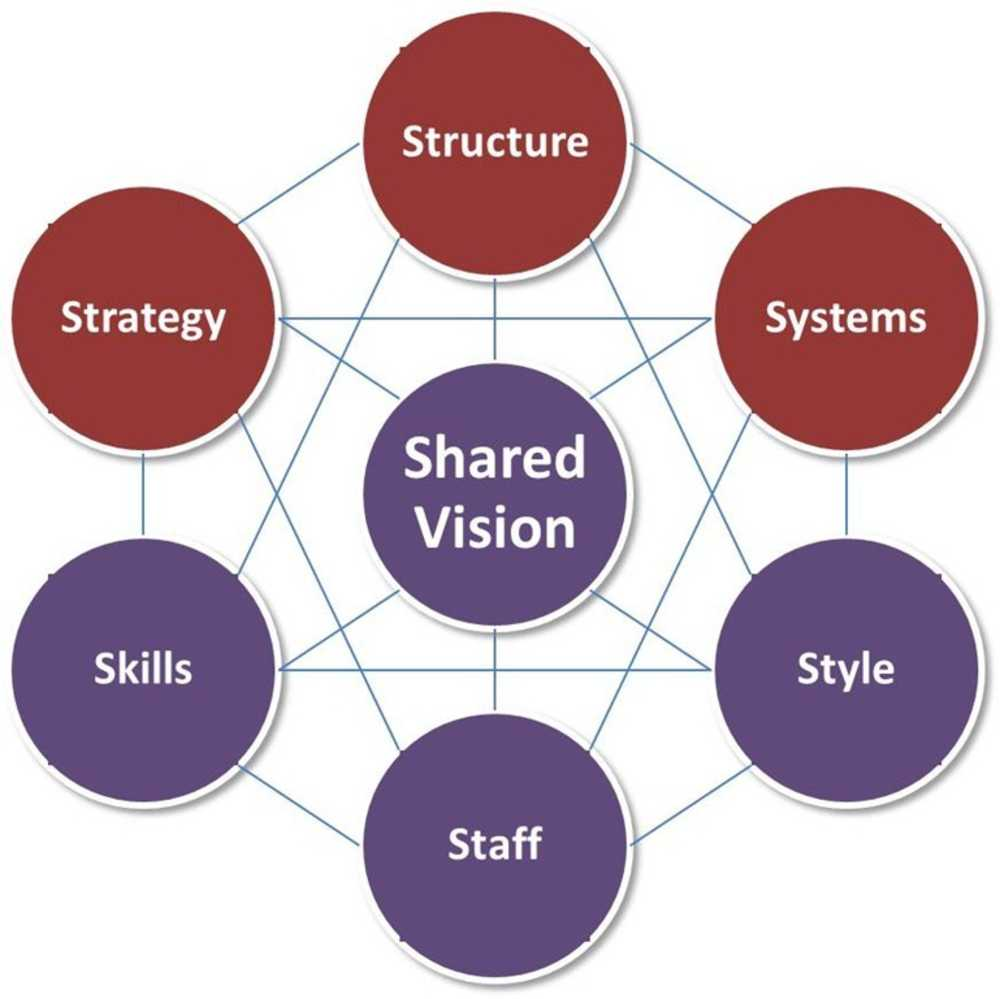 Structure
Strategy
Systems
Shared
Vision
Skills
Style
Staff